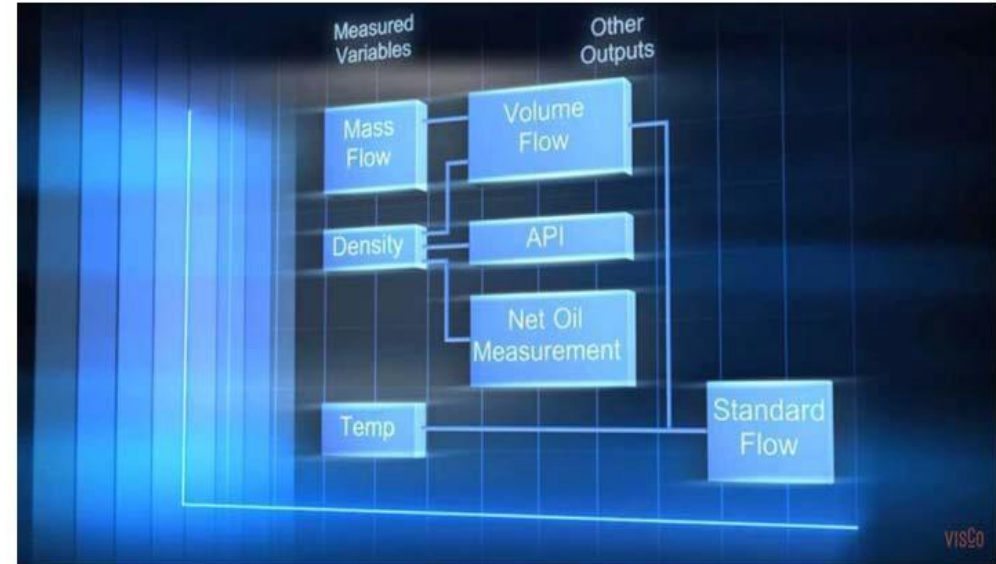 Measured
Variables
Other
Outputs
Mass
Flow
Volume
Flow
Density
API
Net Oil
Measurement
Temp
Standard
Flow
VISCO